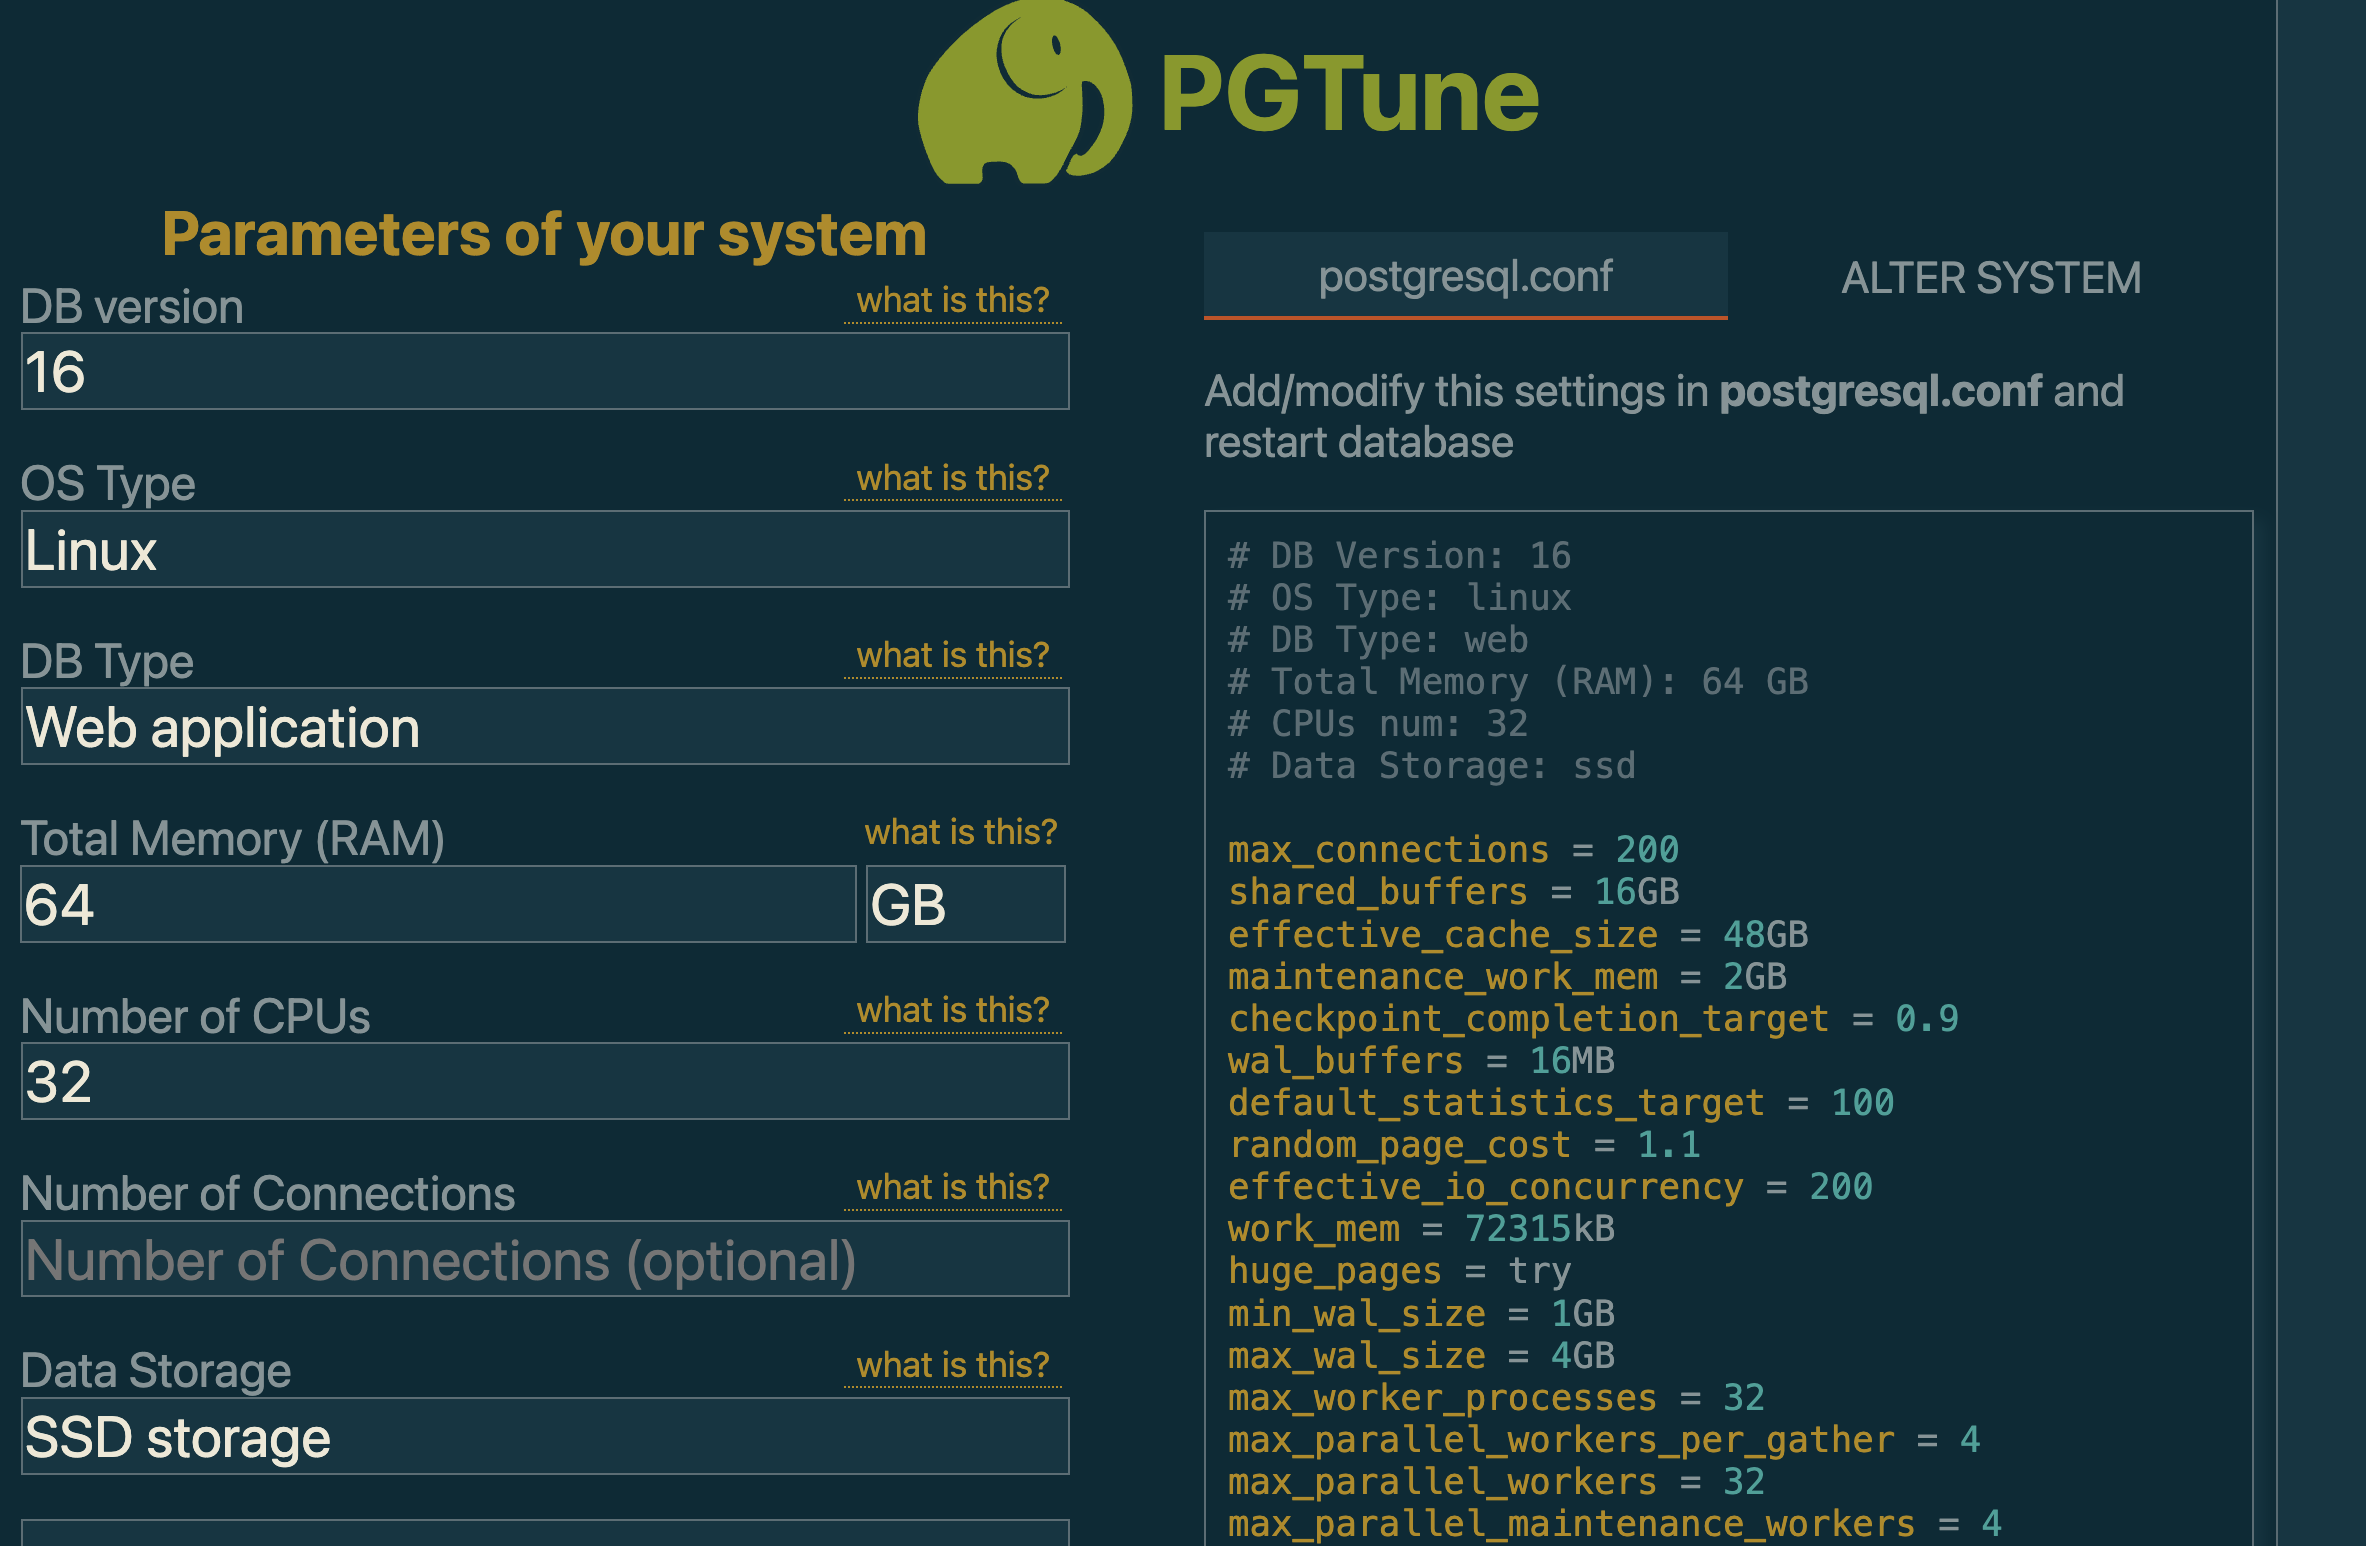 PGTune
Parameters of your system
DB version what is this?
16
OS Type what is this?
Linux
DB Type what is this?
Web application
Total Memory (RAM) what is this?
64 GB
Number of CPUs what is this?
32
Number of Connections what is this?
Number of Connections (optional)
Data Storage what is this?
SSD storage
postgresql.conf ALTER SYSTEM
Add/modify this settings in postgresql.conf and
restart database
# DB Version: 16
# OS Type: linux
# DB Type: web
# Total Memory (RAM): 64 GB
# CPUs num: 32
# Data Storage: ssd
max_connections = 200
shared_buffers = 16GB
effective_cache_size = 48GB
maintenance_work_mem = 2GB
checkpoint_completion_target = 0.9
wal_buffers = 16MB
default_statistics_target = 100
random_page_cost = 1.1
effective_io_concurrency = 200
work_mem = 72315kB
huge_pages = try
min_wal_size = 1GB
max_wal_size = 4GB
max_worker_processes = 32
max_parallel_workers_per_gather = 4
max_parallel_workers = 32
max_parallel_maintenance_workers = 4